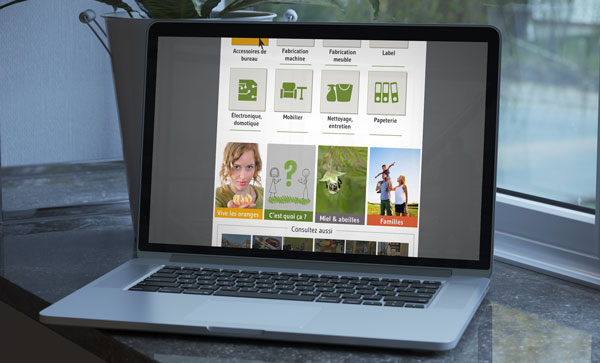 Accessoires de
bureau
Fabrication
machine
Fabrication
meuble
Label
Électronique,
domotique
Mobilier
Nettoyage,
entretien
Papeterie
?
Vive les oranges
C'est quoi ça ?
Miel & abeilles
Familles
Consultez aussi